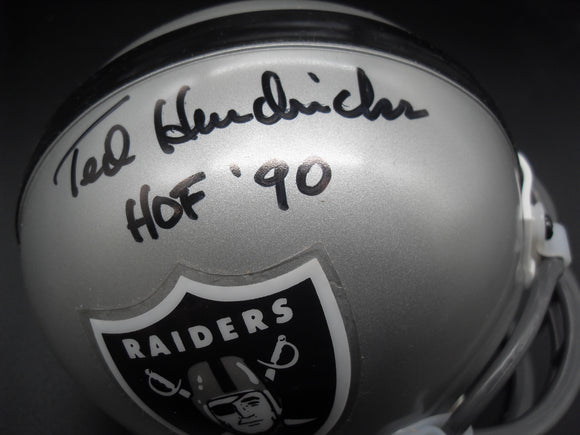 Ted Hendricks
HOF '90
RAIDERS